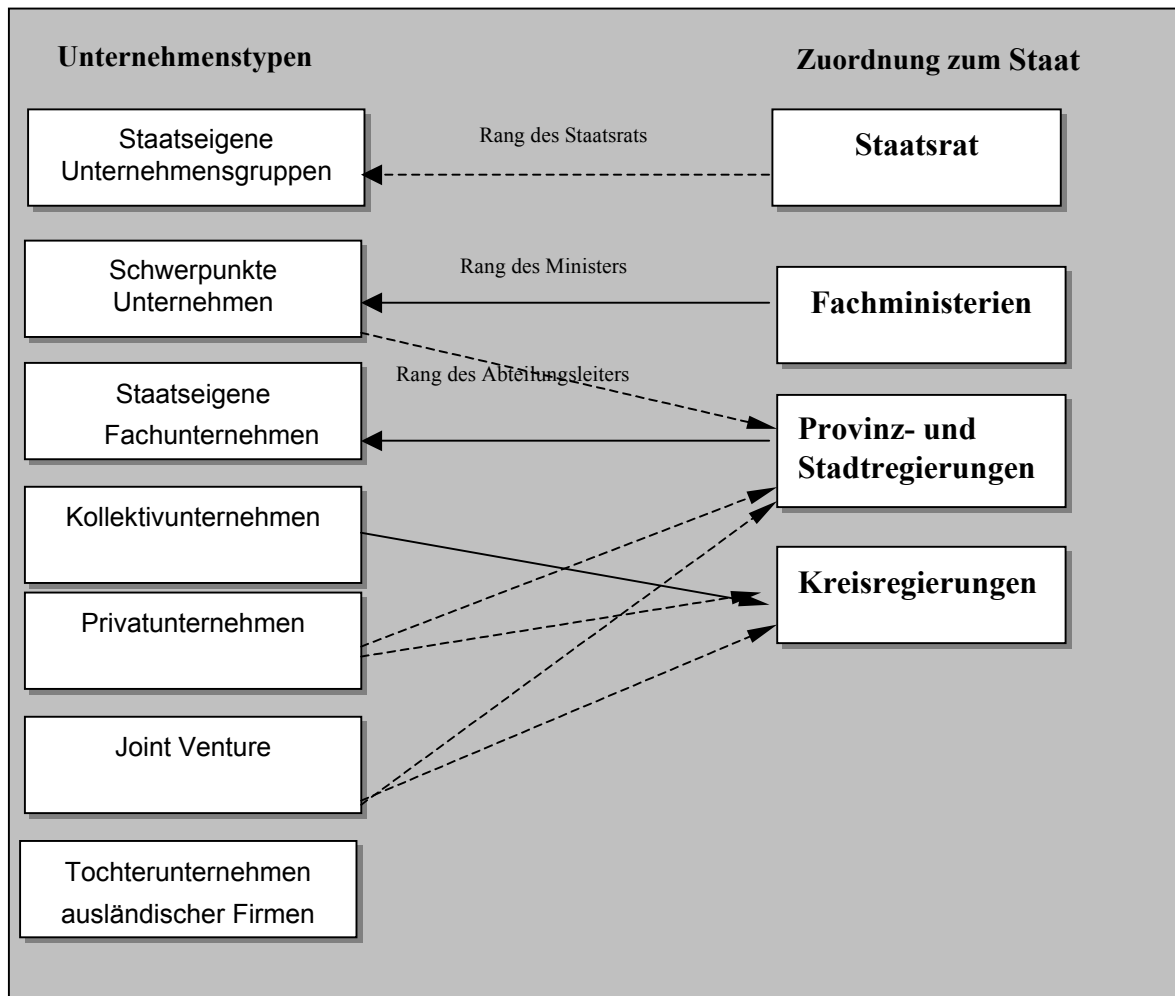 Unternehmenstypen
Zuordnung zum Staat
Staatseigene
Unternehmensgruppen
Rang des Staatsrats
Staatsrat
Schwerpunkte
Unternehmen
Rang des Ministers
Fachministerien
Staatseigene
Fachunternehmen
Rang des Abteilungsleiters
Provinz- und
Stadtregierungen
Kollektivunternehmen
Kreisregierungen
Privatunternehmen
Joint Venture
Tochterunternehmen
ausländischer Firmen